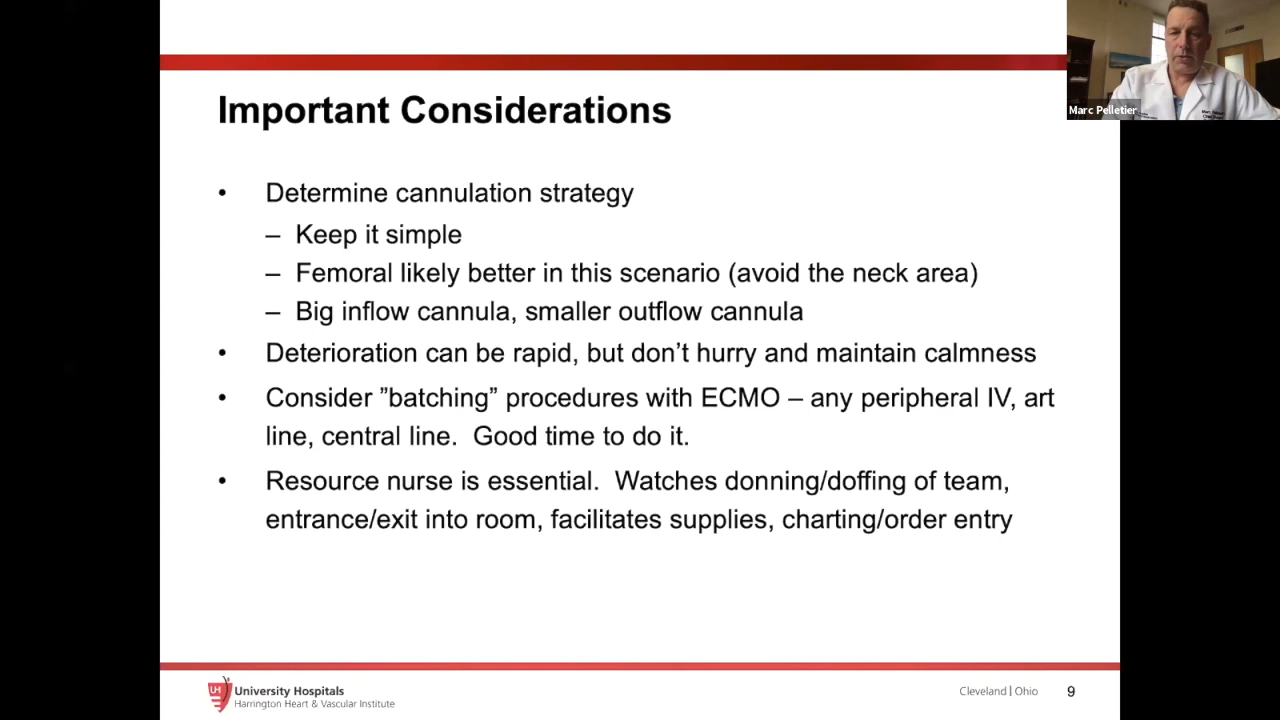 Marc Pelletier
Important Considerations
• Determine cannulation strategy
– Keep it simple
– Femoral likely better in this scenario (avoid the neck area)
– Big inflow cannula, smaller outflow cannula
• Deterioration can be rapid, but don’t hurry and maintain calmness
• Consider ”batching” procedures with ECMO – any peripheral IV, art
line, central line.  Good time to do it.
• Resource nurse is essential.  Watches donning/doffing of team,
entrance/exit into room, facilitates supplies, charting/order entry
UH
University Hospitals
Harrington Heart & Vascular Institute
Cleveland | Ohio
9